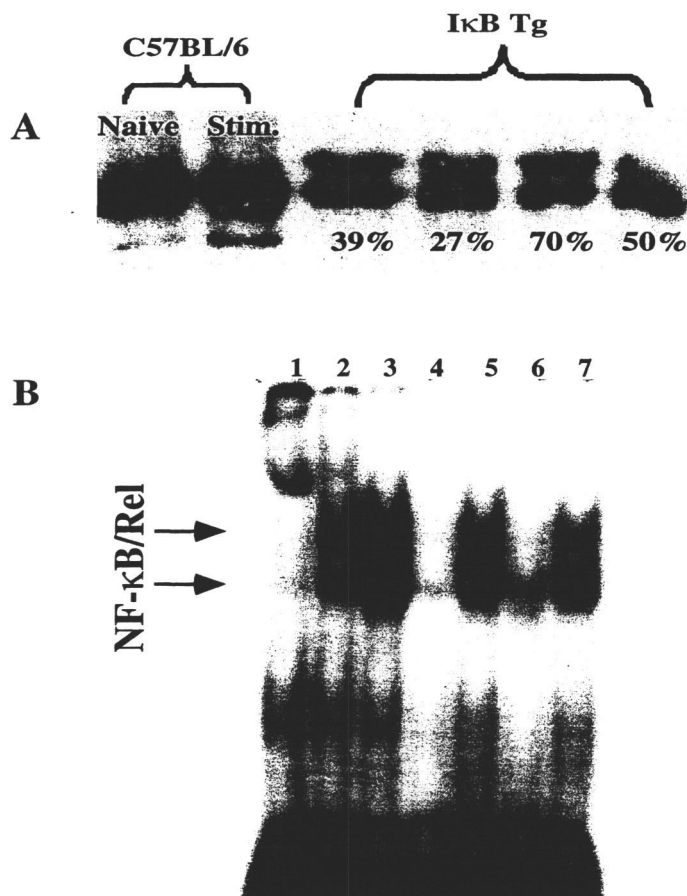 C57BL/6
IκB Tg
A
Naive Stim.
39% 27% 70% 50%
B
1 2 3 4 5 6 7
NF-κB/Rel